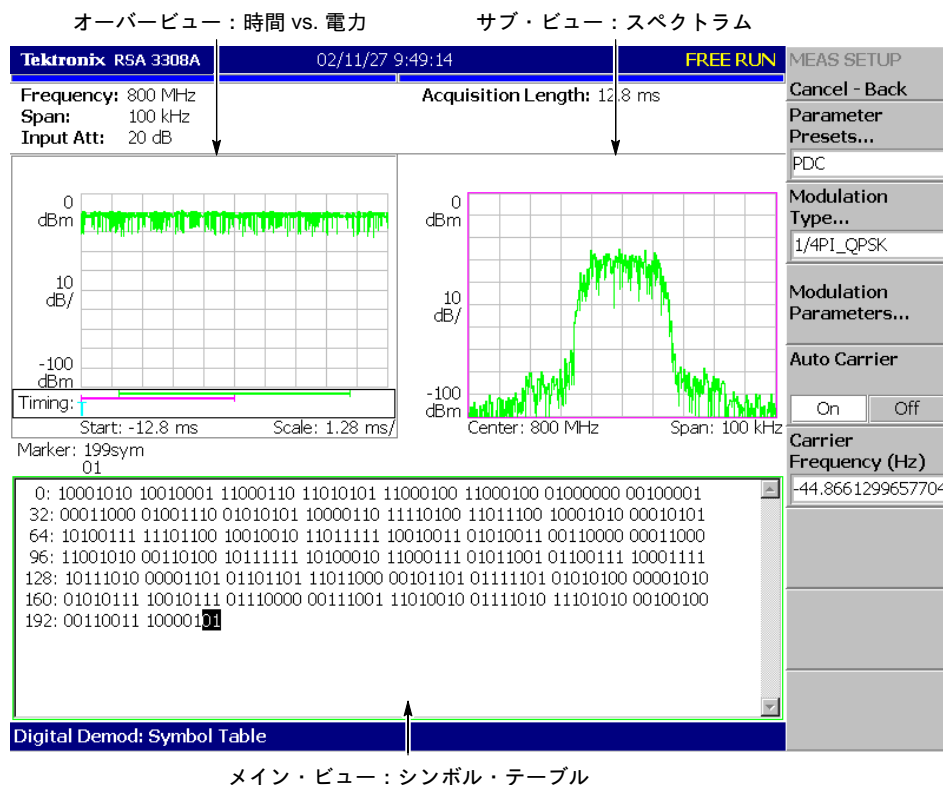 オーバービュー：時間 vs. 電力
サブ・ビュー：スペクトラム
Tektronix RSA 3308A 02/11/27 9:49:14 FREE RUN
Frequency: 800 MHz
Acquisition Length: 12.8 ms
Span: 100 kHz
Input Att: 20 dB
0
dBm
10
dB/
-100
dBm
Timing:
T
Start: -12.8 ms Scale: 1.28 ms/
0
dBm
10
dB/
-100
dBm
Center: 800 MHz Span: 100 kHz
Marker: 199sym
01
0: 10001010 10010001 11000110 11010101 11000100 11000100 01000000 00100001
32: 00011000 01001110 01010101 10000110 11110100 11011100 10001010 00010101
64: 10100111 11101100 10010010 11011111 10010011 01010011 00110000 00011000
96: 11001010 00110100 10111111 10100010 11000111 01011001 01100111 10001111
128: 10111010 00001101 01101101 11011000 00101101 01111101 01010100 00001010
160: 01010111 10010111 01110000 00111001 11010010 01111010 11101010 00100100
192: 00110011 10000101
Digital Demod: Symbol Table
MEAS SETUP
Cancel - Back
Parameter
Presets...
PDC
Modulation
Type...
1/4PI_QPSK
Modulation
Parameters...
Auto Carrier
On Off
Carrier
Frequency (Hz)
-44.8661299657704
メイン・ビュー：シンボル・テーブル